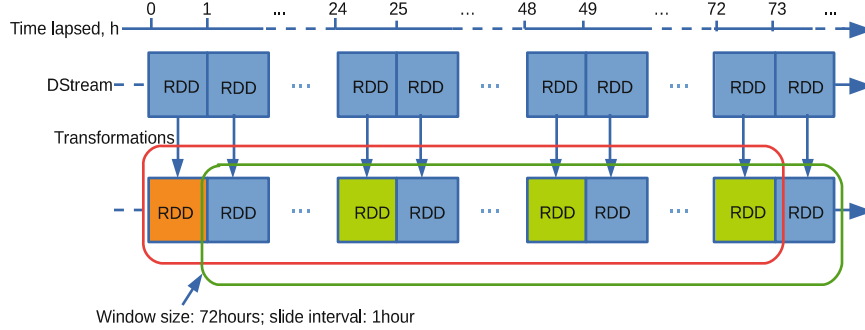 0 1 ... 24 25 ... 48 49 ... 72 73 ...
Time lapsed, h
DStream RDD RDD ... RDD RDD ... RDD RDD ... RDD RDD
Transformations
RDD RDD ... RDD RDD ... RDD RDD ... RDD RDD
Window size: 72hours; slide interval: 1hour